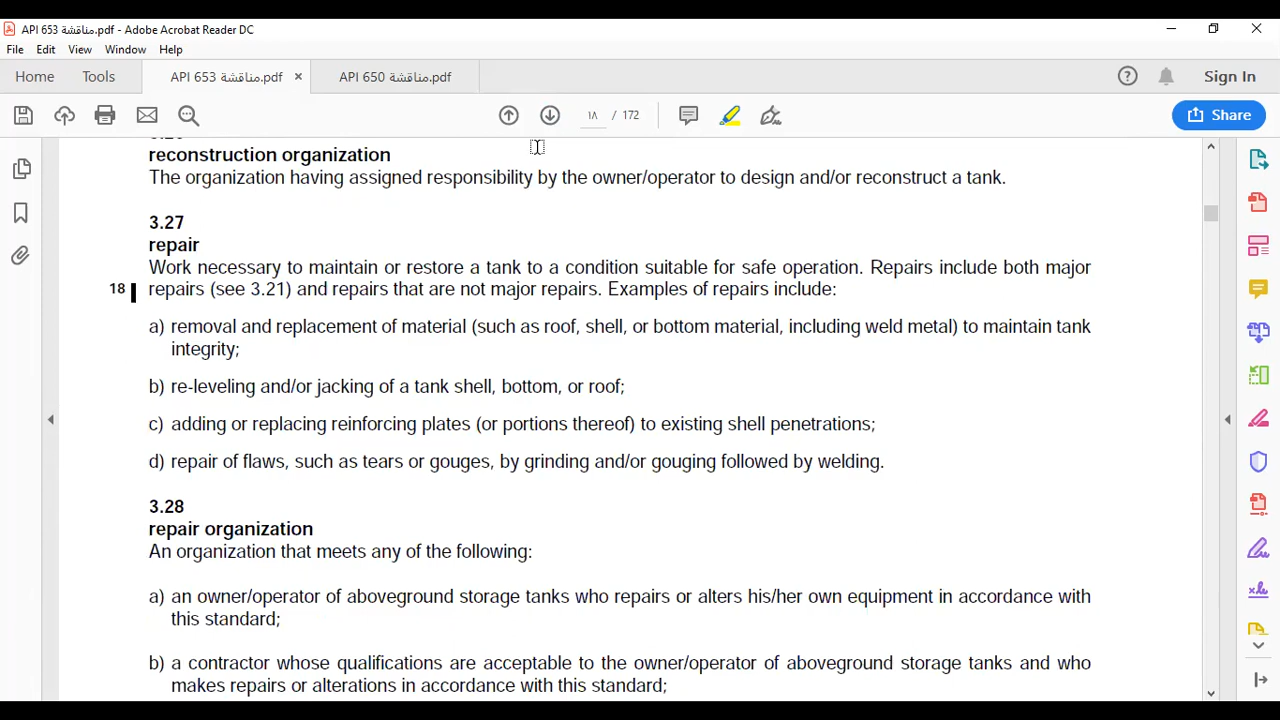 API 653 مناقشة.pdf - Adobe Acrobat Reader DC
File Edit View Window Help
Home Tools API 653 مناقشة.pdf × API 650 مناقشة.pdf Sign In
١٨ / 172 Share
reconstruction organization
The organization having assigned responsibility by the owner/operator to design and/or reconstruct a tank.
3.27
repair
Work necessary to maintain or restore a tank to a condition suitable for safe operation. Repairs include both major
18 repairs (see 3.21) and repairs that are not major repairs. Examples of repairs include:
a) removal and replacement of material (such as roof, shell, or bottom material, including weld metal) to maintain tank
integrity;
b) re-leveling and/or jacking of a tank shell, bottom, or roof;
c) adding or replacing reinforcing plates (or portions thereof) to existing shell penetrations;
d) repair of flaws, such as tears or gouges, by grinding and/or gouging followed by welding.
3.28
repair organization
An organization that meets any of the following:
a) an owner/operator of aboveground storage tanks who repairs or alters his/her own equipment in accordance with
this standard;
b) a contractor whose qualifications are acceptable to the owner/operator of aboveground storage tanks and who
makes repairs or alterations in accordance with this standard;